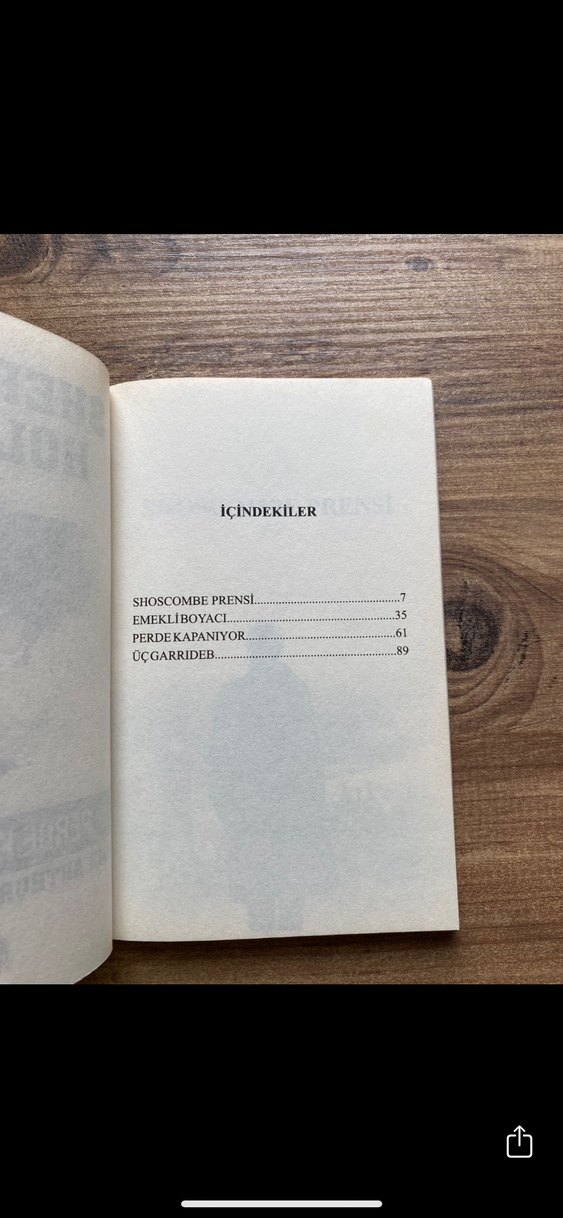 İÇİNDEKİLER
SHOSCOMBE PRENSİ................................................7
EMEKLİ BOYACI........................................................35
PERDE KAPANIYOR..................................................61
ÜÇ GARRIDEB............................................................89